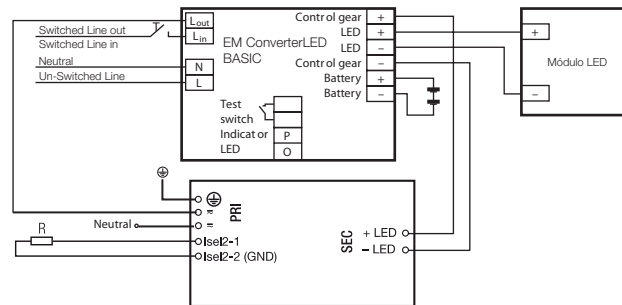 Switched Line out
Switched Line in
Neutral
Un-Switched Line
Lout
Lin
N
L
EM ConverterLED
BASIC
Test
switch
Indicat or
LED
P
O
Control gear +
LED +
LED –
Control gear –
Battery +
Battery –
+
–
Módulo LED
R
Neutral
=
=
PRI
Isel2-1
Isel2-2 (GND)
SEC
+ LED
– LED